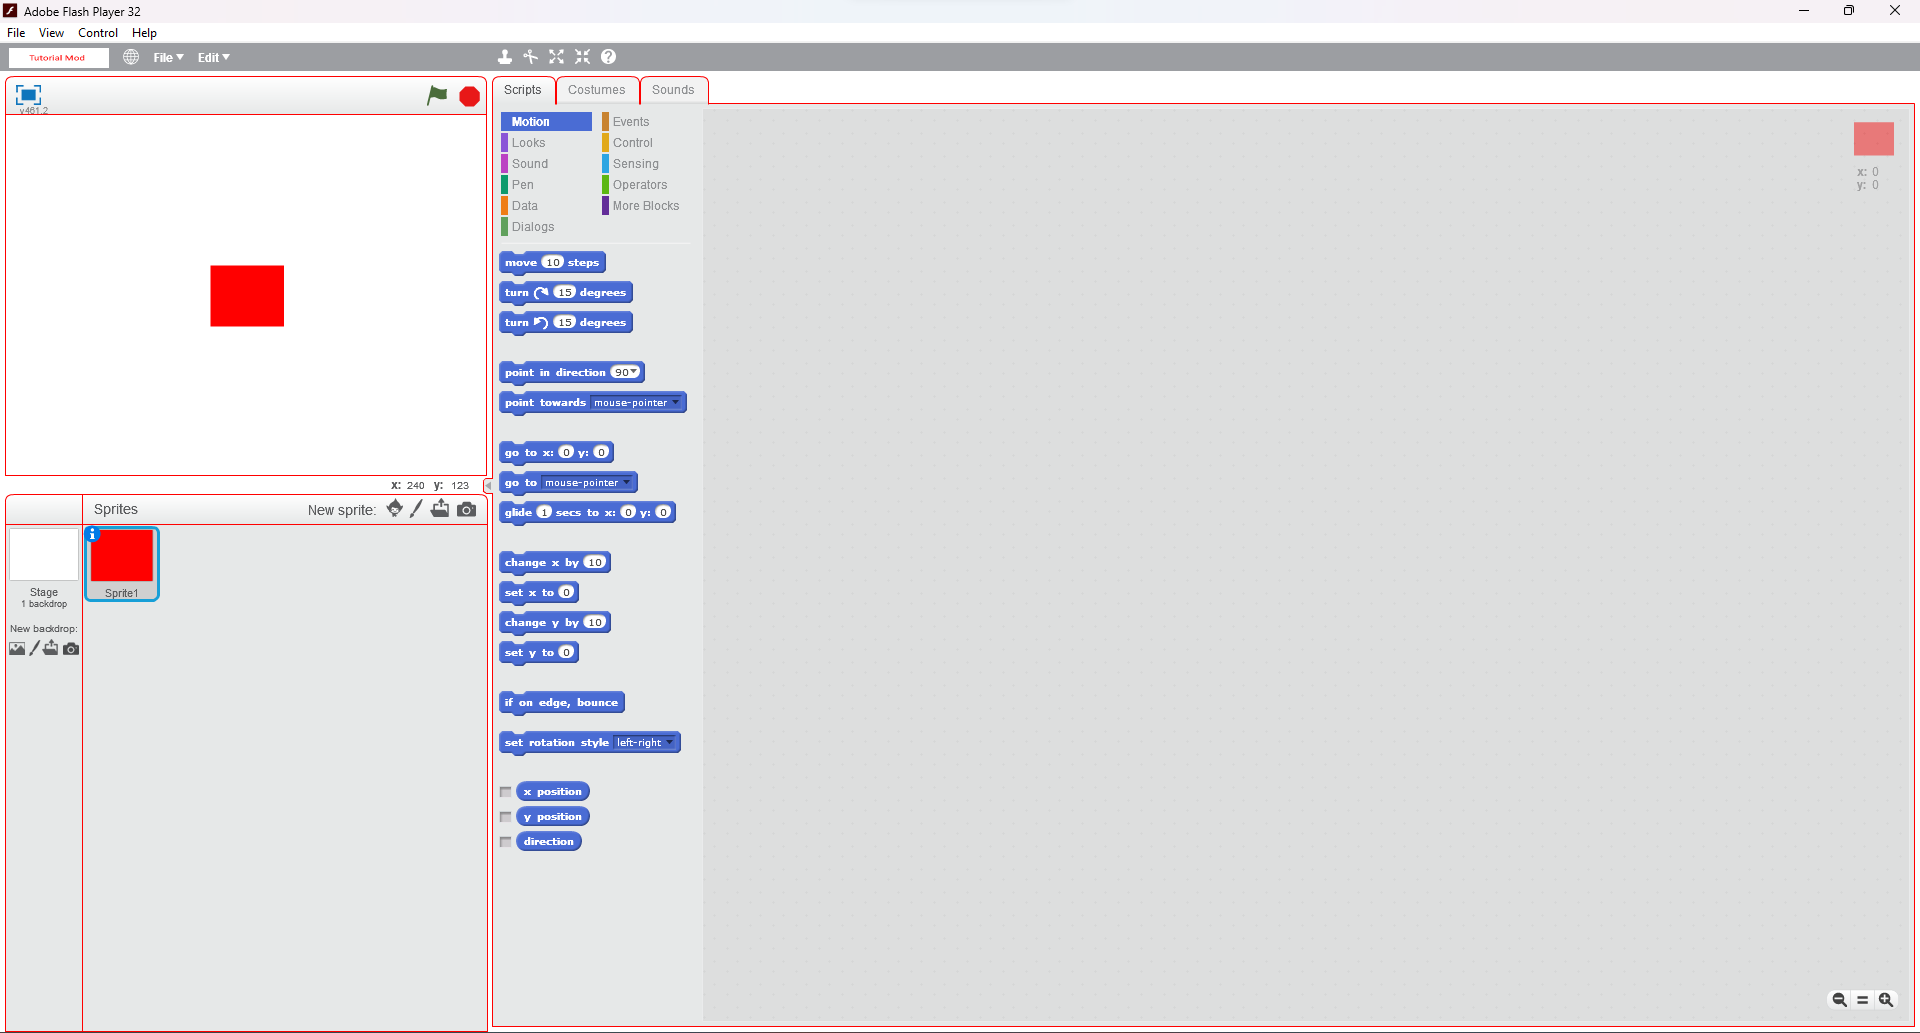 Adobe Flash Player 32
File View Control Help
Tutorial Mod File Edit
v461.2
x: 240 y: 123
Sprites New sprite:
Stage
1 backdrop
New backdrop:
Sprite1
Scripts Costumes Sounds
Motion Events
Looks Control
Sound Sensing
Pen Operators
Data More Blocks
Dialogs
move 10 steps
turn 15 degrees
turn 15 degrees
point in direction 90
point towards mouse-pointer
go to x: 0 y: 0
go to mouse-pointer
glide 1 secs to x: 0 y: 0
change x by 10
set x to 0
change y by 10
set y to 0
if on edge, bounce
set rotation style left-right
x position
y position
direction
x: 0
y: 0